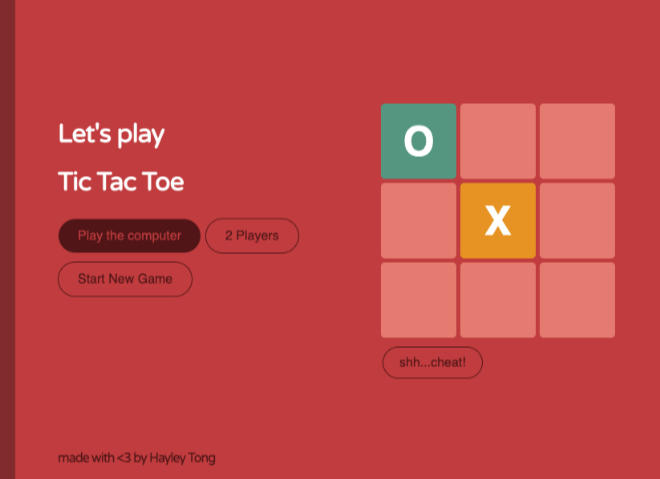 Let's play
Tic Tac Toe
Play the computer
2 Players
Start New Game
O
X
shh...cheat!
made with <3 by Hayley Tong